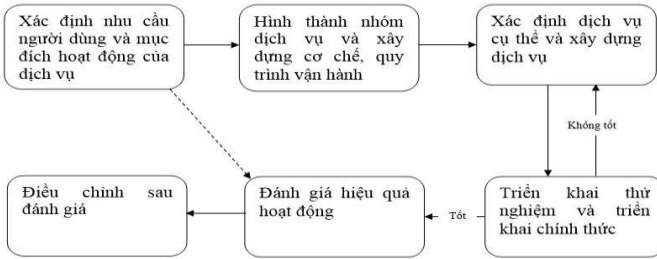 Xác định nhu cầu
người dùng và mục
đích hoạt động của
dịch vụ
Hình thành nhóm
dịch vụ và xây
dựng cơ chế, quy
trình vận hành
Xác định dịch vụ
cụ thể và xây dựng
dịch vụ
Không tốt
Điều chỉnh sau
đánh giá
Đánh giá hiệu quả
hoạt động
Tốt
Triển khai thử
nghiệm và triển
khai chính thức